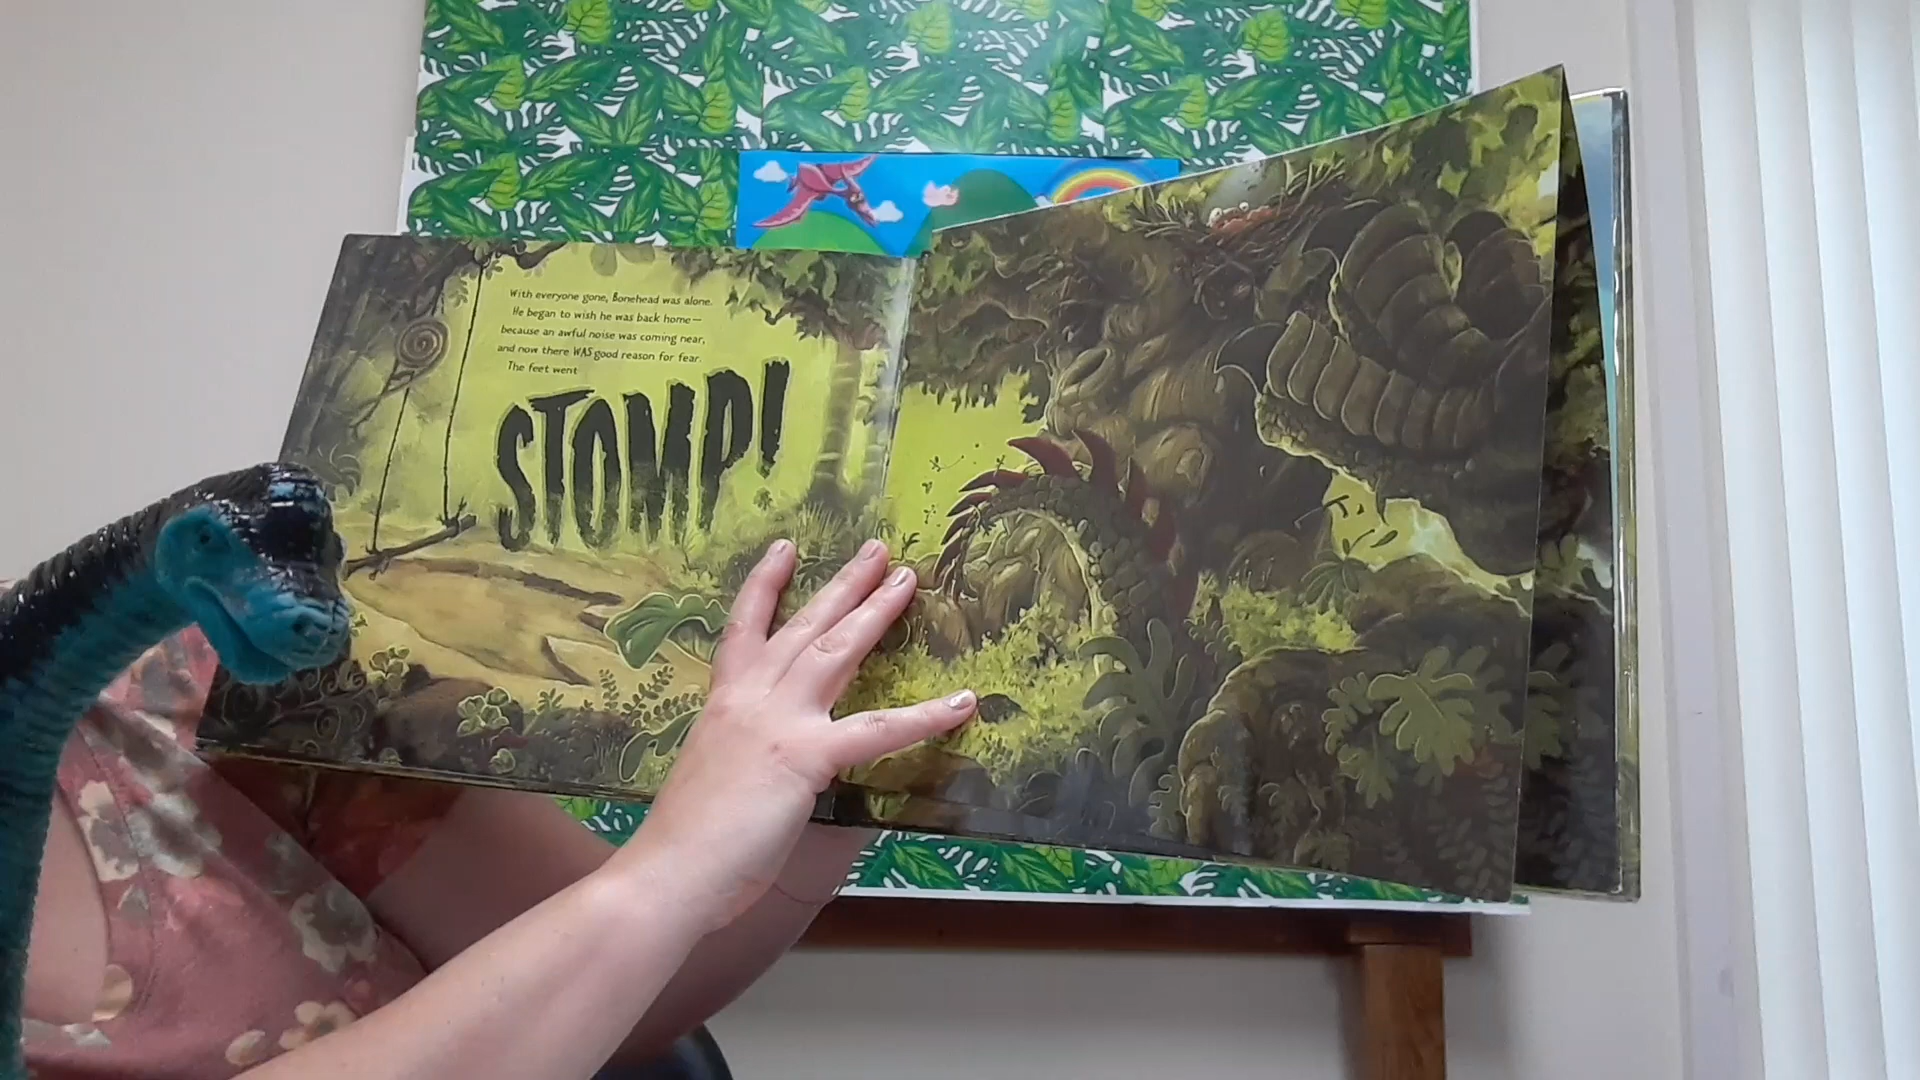 With everyone gone, Bonehead was alone.
He began to wish he was back home—
because an awful noise was coming near,
and now there WAS good reason for fear.
The feet went
STOMP!